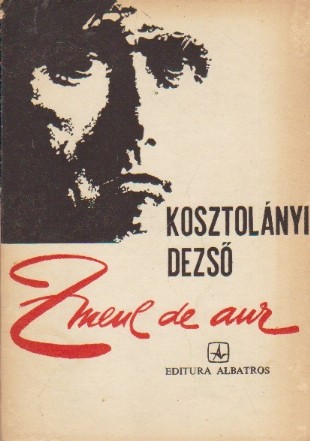 KOSZTOLÁNYI
DEZSŐ
Zmeul de aur
EDITURA ALBATROS